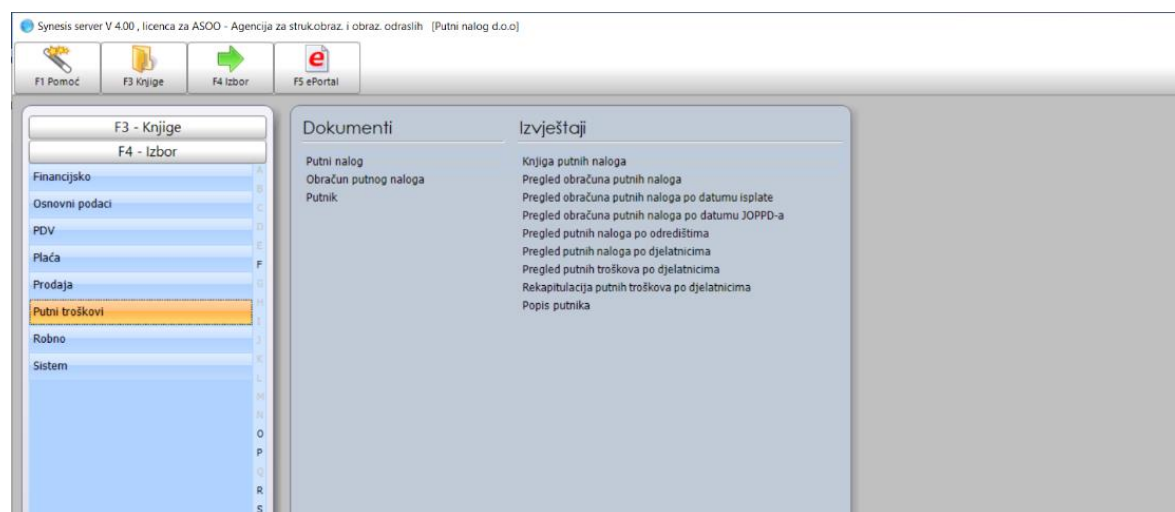 Synesis server V 4.00 , licenca za ASOO - Agencija za struk.obraz. i obraz. odraslih [Putni nalog d.o.o]
F1 Pomoć
F3 Knjige
F4 Izbor
e
F5 ePortal
F3 - Knjige
F4 - Izbor
Financijsko
Osnovni podaci
PDV
Plaća
Prodaja
Putni troškovi
Robno
Sistem
A
B
C
D
E
F
G
H
I
J
K
L
M
N
O
P
Q
R
S
Dokumenti
Putni nalog
Obračun putnog naloga
Putnik
Izvještaji
Knjiga putnih naloga
Pregled obračuna putnih naloga
Pregled obračuna putnih naloga po datumu isplate
Pregled obračuna putnih naloga po datumu JOPPD-a
Pregled putnih naloga po odredištima
Pregled putnih naloga po djelatnicima
Pregled putnih troškova po djelatnicima
Rekapitulacija putnih troškova po djelatnicima
Popis putnika